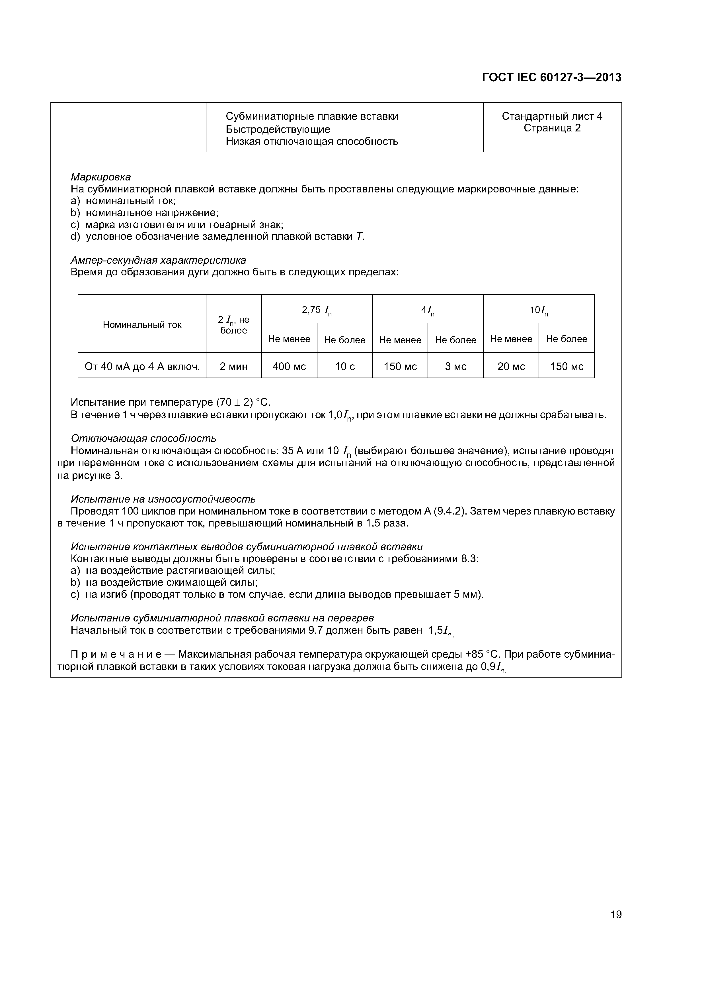 ГОСТ IEC 60127-3—2013
Субминиатюрные плавкие вставки
Быстродействующие
Низкая отключающая способность
Стандартный лист 4
Страница 2
Маркировка
На субминиатюрной плавкой вставке должны быть проставлены следующие маркировочные данные:
a) номинальный ток;
b) номинальное напряжение;
c) марка изготовителя или товарный знак;
d) условное обозначение замедленной плавкой вставки T.
Ампер-секундная характеристика
Время до образования дуги должно быть в следующих пределах:
Номинальный ток
2 In, не
более
2,75 In
4In
10In
Не менее
Не более
Не менее
Не более
Не менее
Не более
От 40 мА до 4 А включ.
2 мин
400 мс
10 с
150 мс
3 мс
20 мс
150 мс
Испытание при температуре (70 ± 2) °С.
В течение 1 ч через плавкие вставки пропускают ток 1,0In, при этом плавкие вставки не должны срабатывать.
Отключающая способность
Номинальная отключающая способность: 35 А или 10 In (выбирают большее значение), испытание проводят
при переменном токе с использованием схемы для испытаний на отключающую способность, представленной
на рисунке 3.
Испытание на износоустойчивость
Проводят 100 циклов при номинальном токе в соответствии с методом А (9.4.2). Затем через плавкую вставку
в течение 1 ч пропускают ток, превышающий номинальный в 1,5 раза.
Испытание контактных выводов субминиатюрной плавкой вставки
Контактные выводы должны быть проверены в соответствии с требованиями 8.3:
a) на воздействие растягивающей силы;
b) на воздействие сжимающей силы;
c) на изгиб (проводят только в том случае, если длина выводов превышает 5 мм).
Испытание субминиатюрной плавкой вставки на перегрев
Начальный ток в соответствии с требованиями 9.7 должен быть равен 1,5In.
Примечание — Максимальная рабочая температура окружающей среды +85 °С. При работе субминиа-
тюрной плавкой вставки в таких условиях токовая нагрузка должна быть снижена до 0,9In.
19